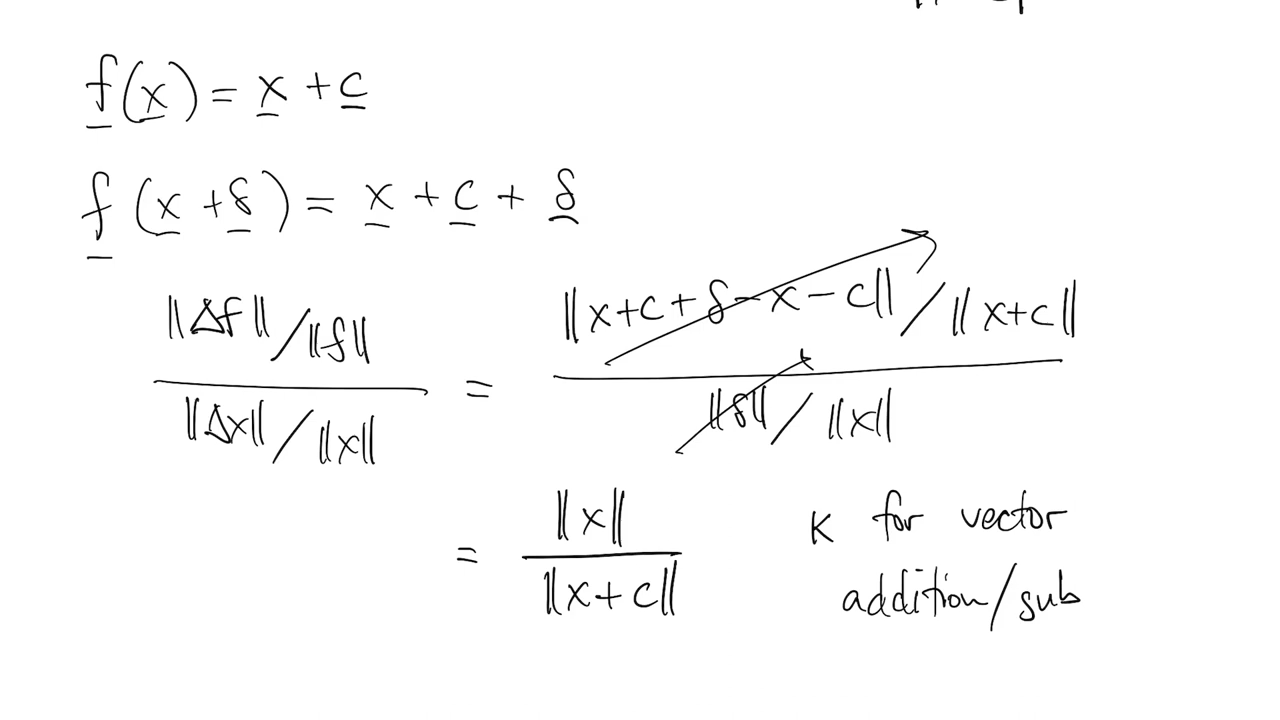 f(x) = x + c
f(x + δ) = x + c + δ
‖Δf‖/‖f‖ / ‖Δx‖/‖x‖ = ‖x+c+δ-x-c‖/‖x+c‖ / ‖δ‖/‖x‖
= ‖x‖ / ‖x+c‖
K for vector
addition/sub